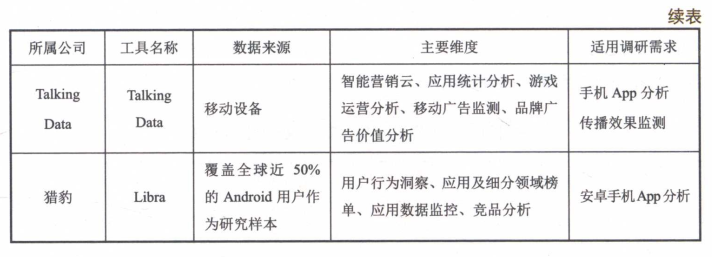 续表
所属公司 工具名称 数据来源 主要维度 适用调研需求
Talking
Data
Talking
Data
移动设备
智能营销云、应用统计分析、游戏
运营分析、移动广告监测、品牌广
告价值分析
手机 App 分析
传播效果监测
猎豹
Libra
覆盖全球近 50%
的 Android 用户作
为研究样本
用户行为洞察、应用及细分领域榜
单、应用数据监控、竞品分析
安卓手机App分析